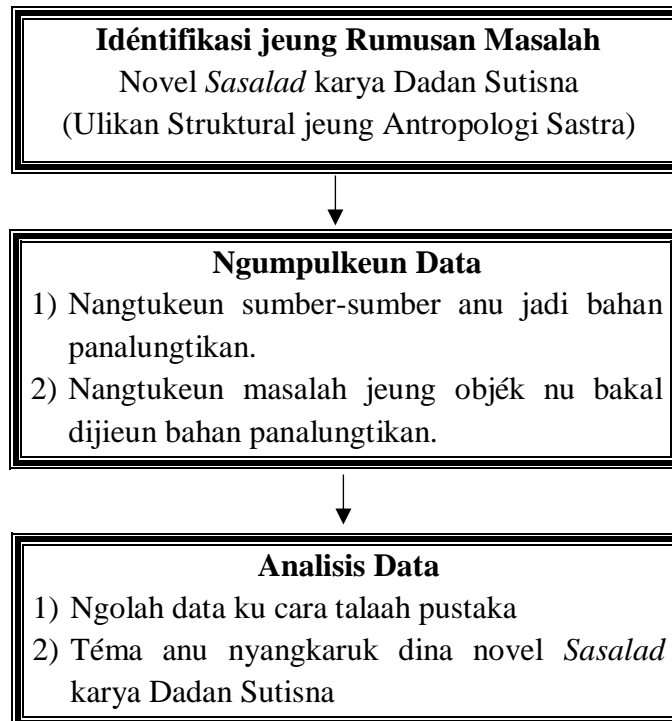 Idéntifikasi jeung Rumusan Masalah
Novel Sasalad karya Dadan Sutisna
(Ulikan Struktural jeung Antropologi Sastra)
Ngumpulkeun Data
1) Nangtukeun sumber-sumber anu jadi bahan
panalungtikan.
2) Nangtukeun masalah jeung objék nu bakal
dijieun bahan panalungtikan.
Analisis Data
1) Ngolah data ku cara talaah pustaka
2) Téma anu nyangkaruk dina novel Sasalad
karya Dadan Sutisna